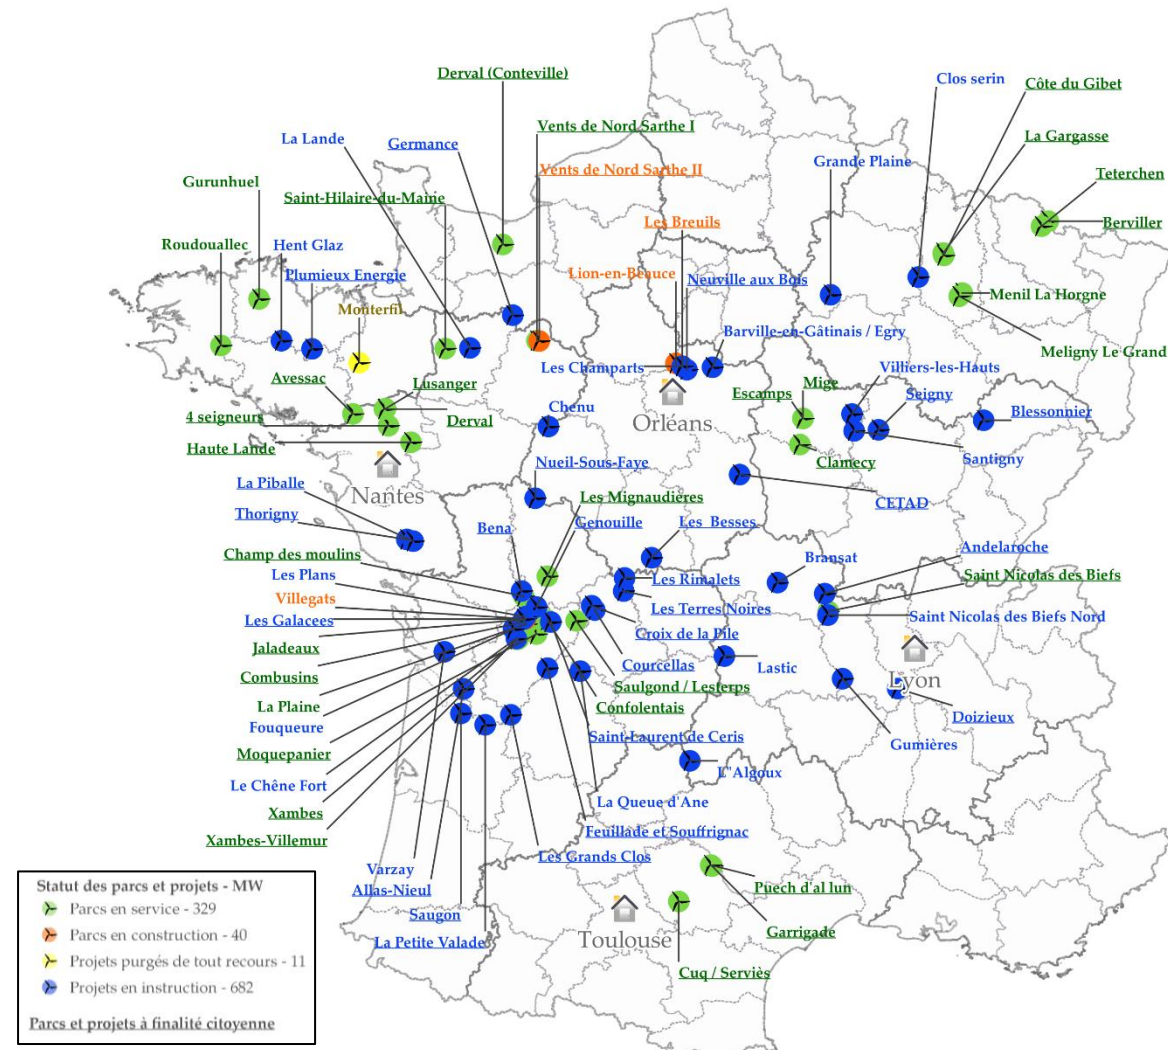 Derval (Conteville)
Clos serin
Côte du Gibet
Vents de Nord Sarthe I
La Lande
Germance
La Gargasse
Grande Plaine
Vents de Nord Sarthe II
Teterchen
Gurunhuel
Saint-Hilaire-du-Maine
Berviller
Les Breuils
Roudouallec
Hent Glaz
Plumieux Energie
Lion-en-Beauce
Neuville aux Bois
Menil La Horgne
Monterfil
Barville-en-Gâtinais / Egry
Meligny Le Grand
Les Champarts
Villiers-les-Hauts
Avessac
Lusanger
Mige
Escamps
Seigny
Blessonnier
4 seigneurs
Derval
Chenu
Orléans
Haute Lande
Clamecy
Santigny
Nueil-Sous-Faye
La Piballe
Nantes
Les Mignaudières
CETAD
Thorigny
Bena
Genouille
Les Besses
Andelaroche
Champ des moulins
Bransat
Les Plans
Les Rimalets
Saint Nicolas des Biefs
Villegats
Les Terres Noires
Saint Nicolas des Biefs Nord
Les Galacees
Croix de la Pile
Jaladeaux
Courcellas
Lastic
Combusins
Saulgond / Lesterps
Lyon
La Plaine
Confolentais
Doizieux
Fouqueure
Saint-Laurent de Ceris
Gumières
Moquepanier
L"Algoux
Le Chêne Fort
La Queue d'Ane
Xambes
Feuillade et Souffrignac
Xambes-Villemur
Les Grands Clos
Varzay
Allas-Nieul
Puech d'al lun
Saugon
Toulouse
Garrigade
La Petite Valade
Cuq / Serviès
Statut des parcs et projets - MW
Parcs en service - 329
Parcs en construction - 40
Projets purgés de tout recours - 11
Projets en instruction - 682
Parcs et projets à finalité citoyenne